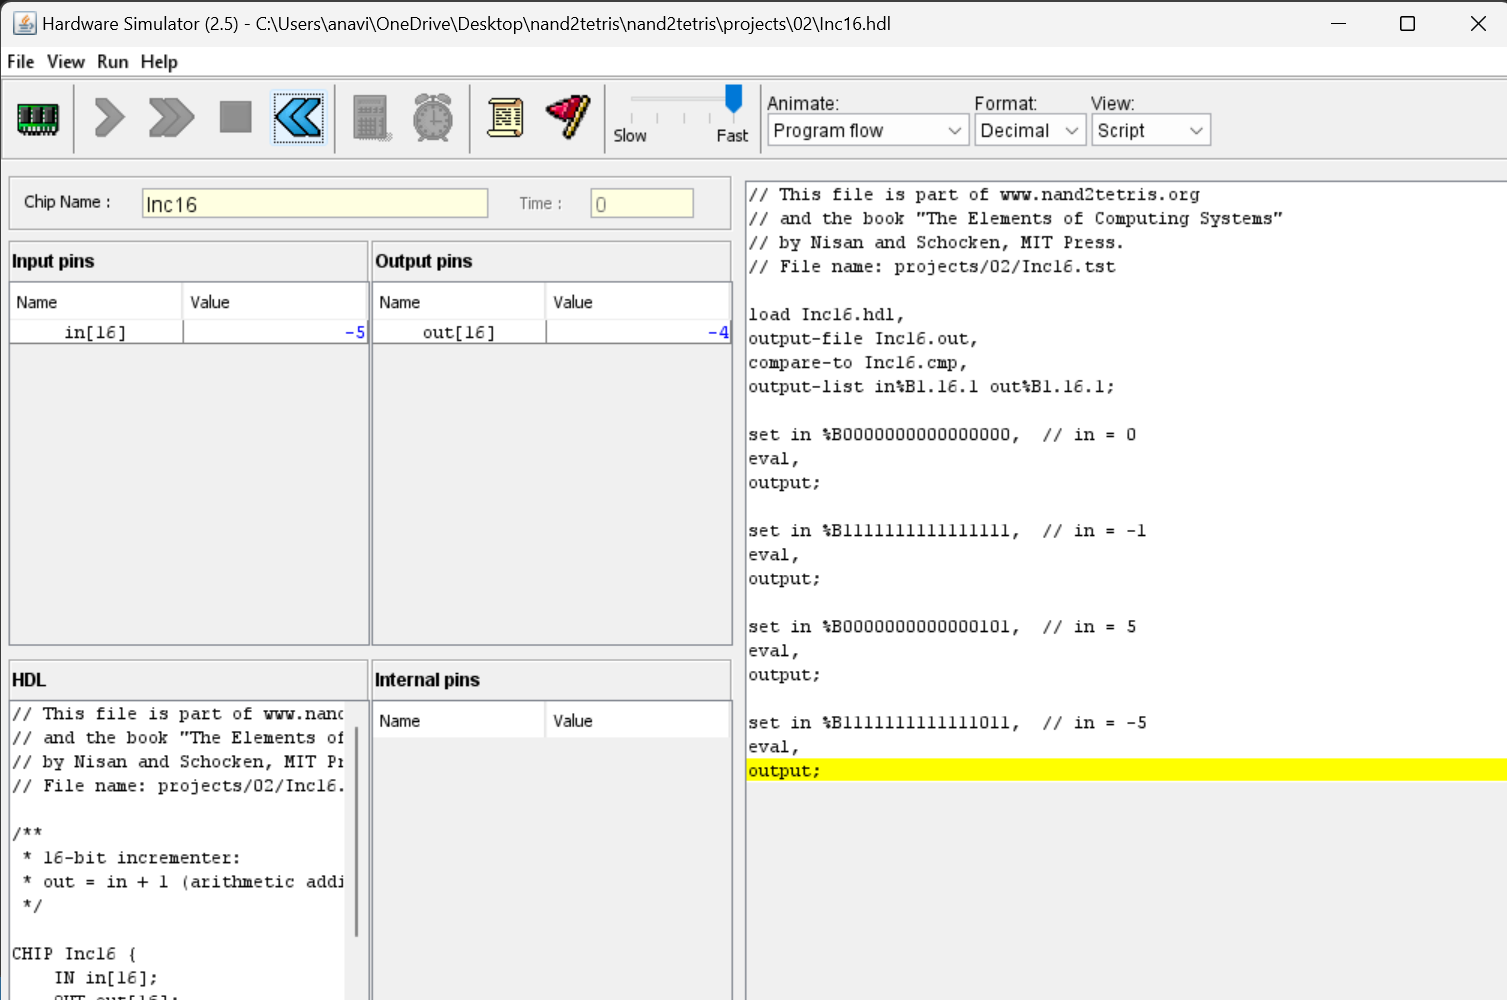 Hardware Simulator (2.5) - C:\Users\anavi\OneDrive\Desktop\nand2tetris\nand2tetris\projects\02\Inc16.hdl
File View Run Help
Slow Fast
Animate: Format: View:
Program flow Decimal Script
Chip Name : Inc16 Time : 0
Input pins
Name Value
in[16] -5
Output pins
Name Value
out[16] -4
HDL
// This file is part of www.nand
// and the book "The Elements of
// by Nisan and Schocken, MIT Pr
// File name: projects/02/Inc16.
/**
* 16-bit incrementer:
* out = in + 1 (arithmetic addi
*/
CHIP Inc16 {
IN in[16];
OUT out[16];
Internal pins
Name Value
// This file is part of www.nand2tetris.org
// and the book "The Elements of Computing Systems"
// by Nisan and Schocken, MIT Press.
// File name: projects/02/Inc16.tst
load Inc16.hdl,
output-file Inc16.out,
compare-to Inc16.cmp,
output-list in%B1.16.1 out%B1.16.1;
set in %B0000000000000000, // in = 0
eval,
output;
set in %B1111111111111111, // in = -1
eval,
output;
set in %B0000000000000101, // in = 5
eval,
output;
set in %B1111111111111011, // in = -5
eval,
output;